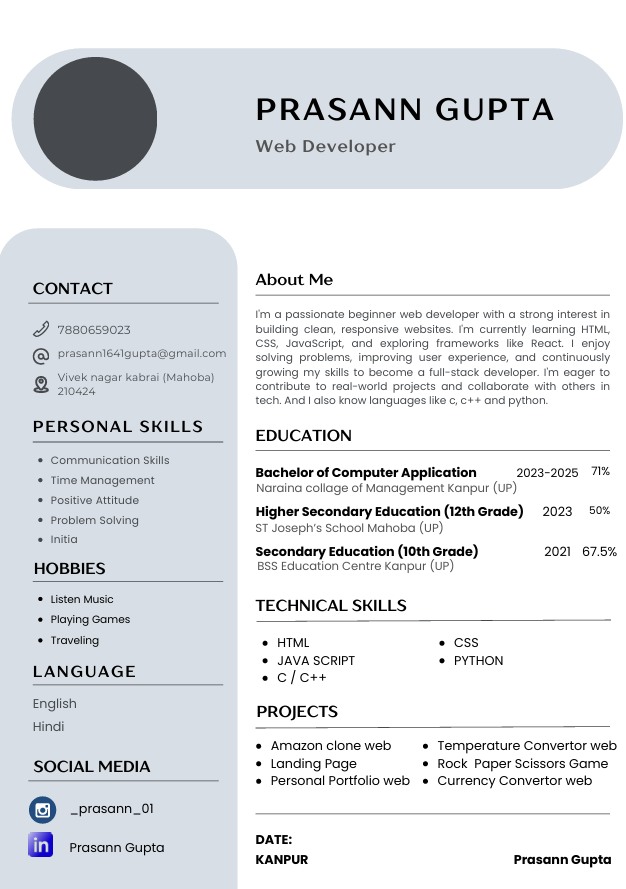 PRASANN GUPTA
Web Developer
CONTACT
7880659023
prasann1641gupta@gmail.com
Vivek nagar kabrai (Mahoba)
210424
PERSONAL SKILLS
Communication Skills
Time Management
Positive Attitude
Problem Solving
Initia
HOBBIES
Listen Music
Playing Games
Traveling
LANGUAGE
English
Hindi
SOCIAL MEDIA
_prasann_01
in
Prasann Gupta
About Me
I'm a passionate beginner web developer with a strong interest in
building clean, responsive websites. I'm currently learning HTML,
CSS, JavaScript, and exploring frameworks like React. I enjoy
solving problems, improving user experience, and continuously
growing my skills to become a full-stack developer. I'm eager to
contribute to real-world projects and collaborate with others in
tech. And I also know languages like c, c++ and python.
EDUCATION
Bachelor of Computer Application 2023-2025 71%
Naraina collage of Management Kanpur (UP)
Higher Secondary Education (12th Grade) 2023 50%
ST Joseph's School Mahoba (UP)
Secondary Education (10th Grade) 2021 67.5%
BSS Education Centre Kanpur (UP)
TECHNICAL SKILLS
HTML CSS
JAVA SCRIPT PYTHON
C / C++
PROJECTS
Amazon clone web Temperature Convertor web
Landing Page Rock Paper Scissors Game
Personal Portfolio web Currency Convertor web
DATE:
KANPUR Prasann Gupta